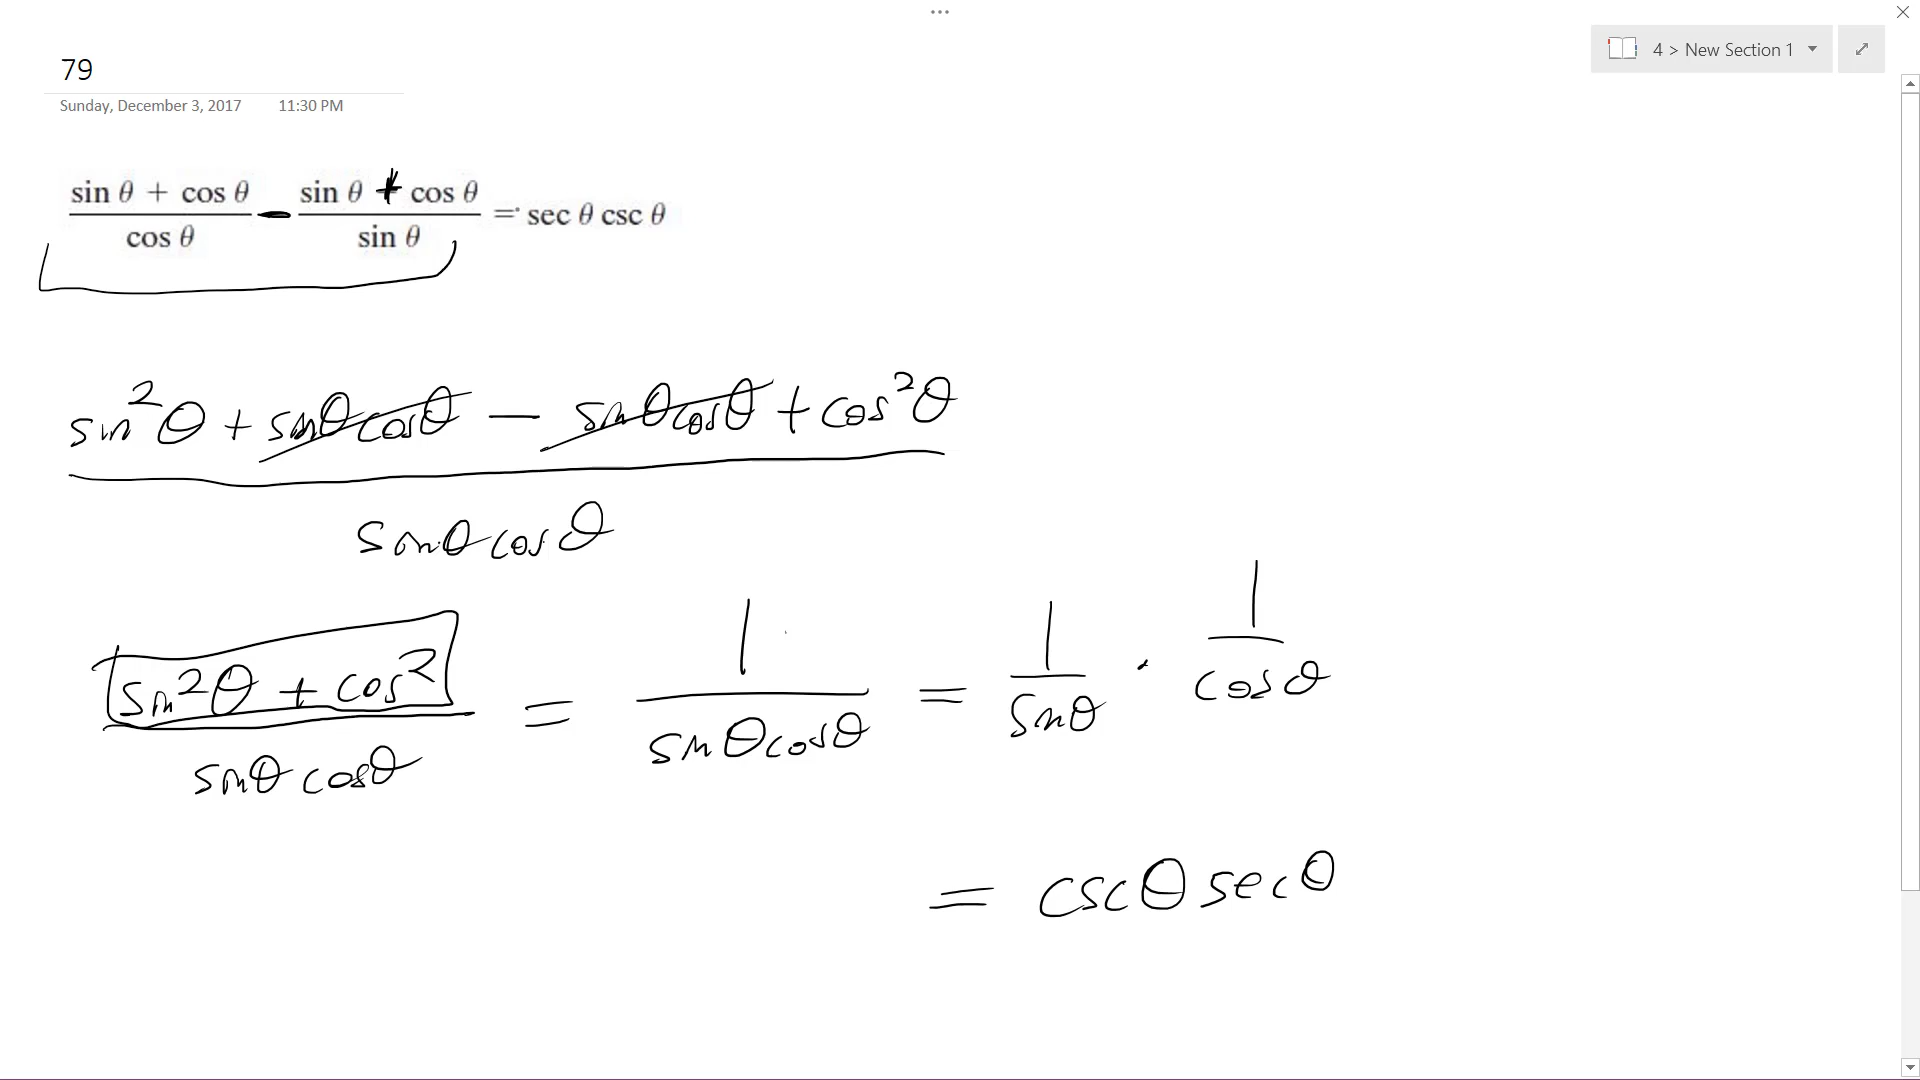 ...
4 > New Section 1
79
Sunday, December 3, 2017 11:30 PM
(sin θ + cos θ)/(cos θ) - (sin θ + cos θ)/(sin θ) = sec θ csc θ
(sin²θ + sinθcosθ - sinθcosθ + cos²θ)/(sinθcosθ)
(sin²θ + cos²)/(sinθcosθ) = 1/(sinθcosθ) = 1/sinθ · 1/cosθ
= cscθ secθ